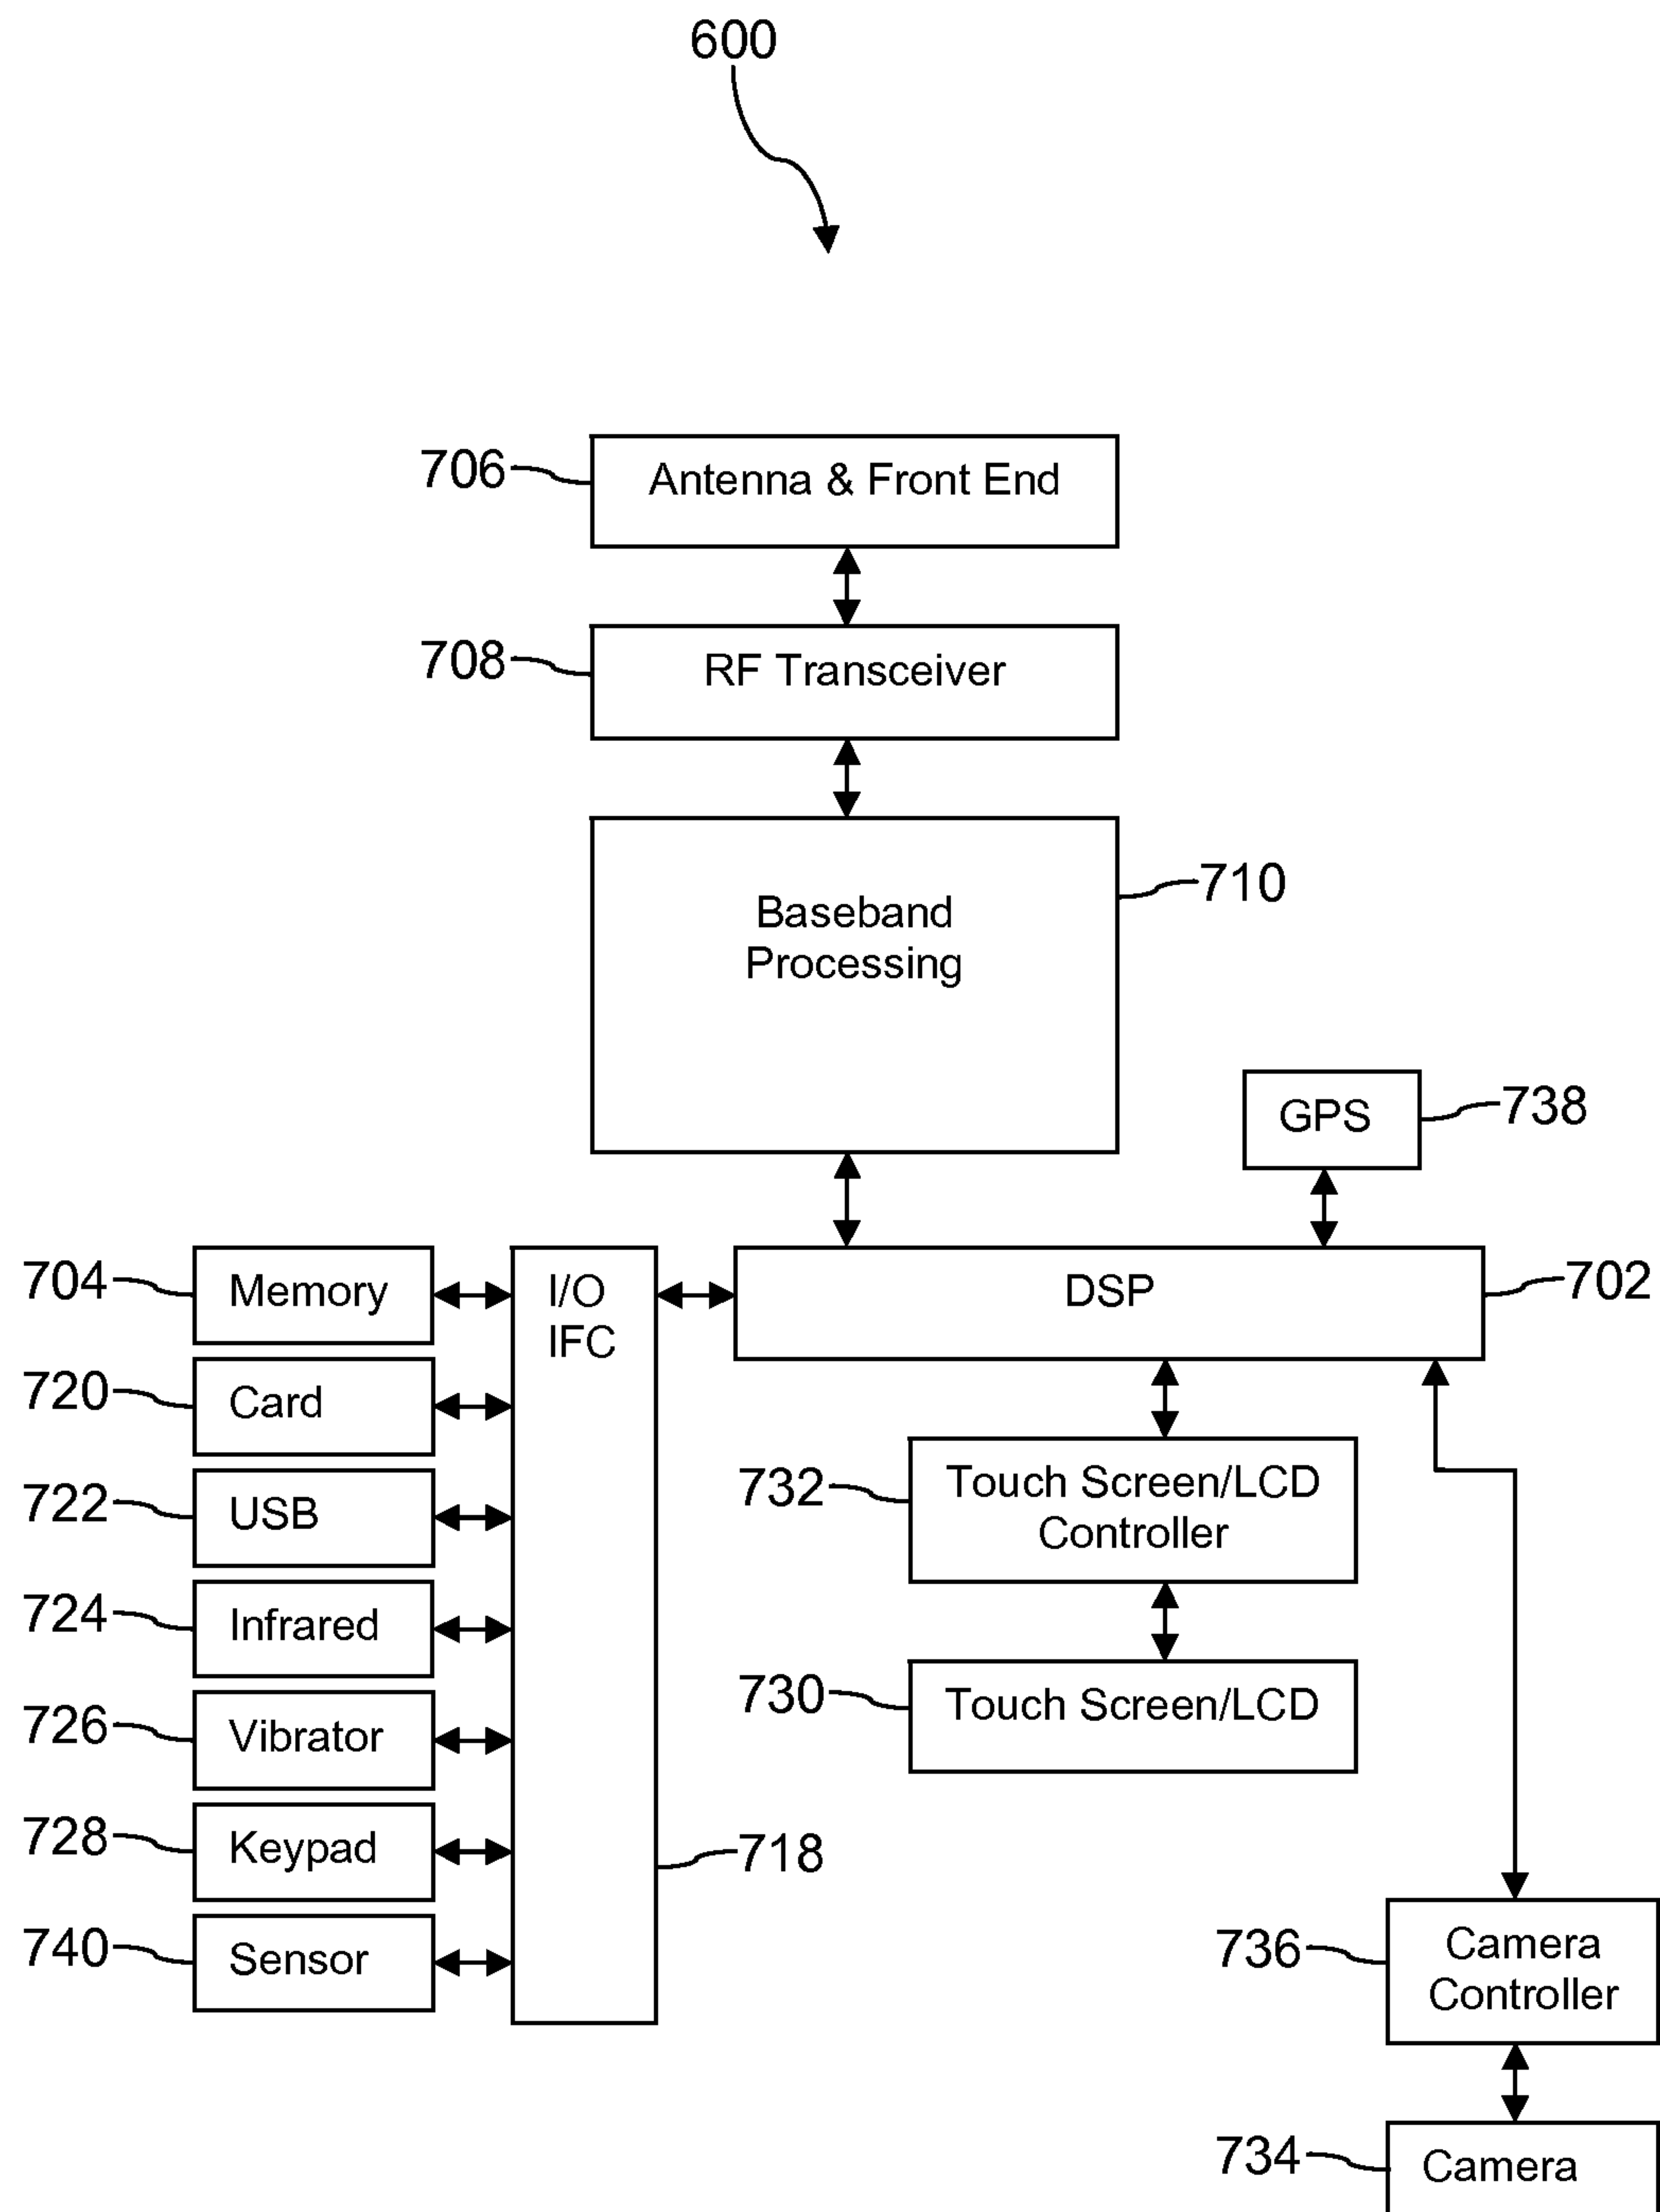 600
706
Antenna & Front End
708
RF Transceiver
Baseband
Processing
710
GPS
738
704
Memory
I/O
IFC
DSP
702
720
Card
722
USB
732
Touch Screen/LCD
Controller
724
Infrared
730
Touch Screen/LCD
726
Vibrator
728
Keypad
718
740
Sensor
736
Camera
Controller
734
Camera